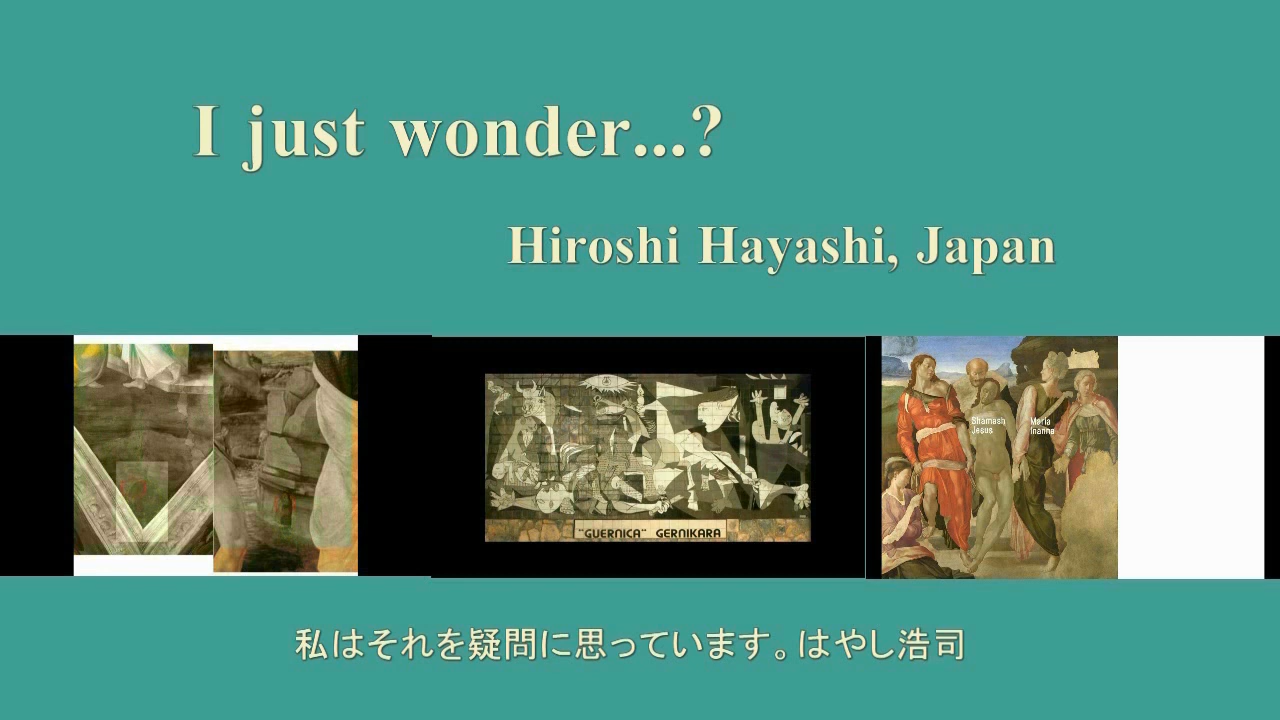 I just wonder...?
Hiroshi Hayashi, Japan
Shamash
Jesus
Maria
Inanna
"GUERNICA" GERNIKARA
私はそれを疑問に思っています。はやし浩司